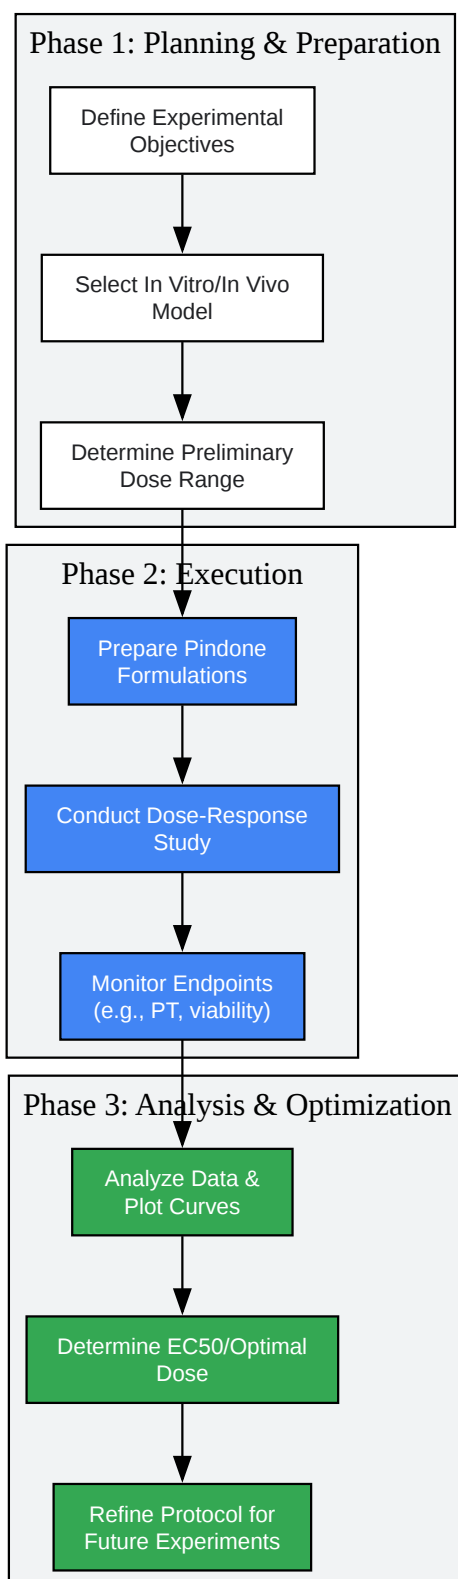 Phase 1: Planning & Preparation
Define Experimental
Objectives
Select In Vitro/In Vivo
Model
Determine Preliminary
Dose Range
Phase 2: Execution
Prepare Pindone
Formulations
Conduct Dose-Response
Study
Monitor Endpoints
(e.g., PT, viability)
Phase 3: Analysis & Optimization
Analyze Data &
Plot Curves
Determine EC50/Optimal
Dose
Refine Protocol for
Future Experiments